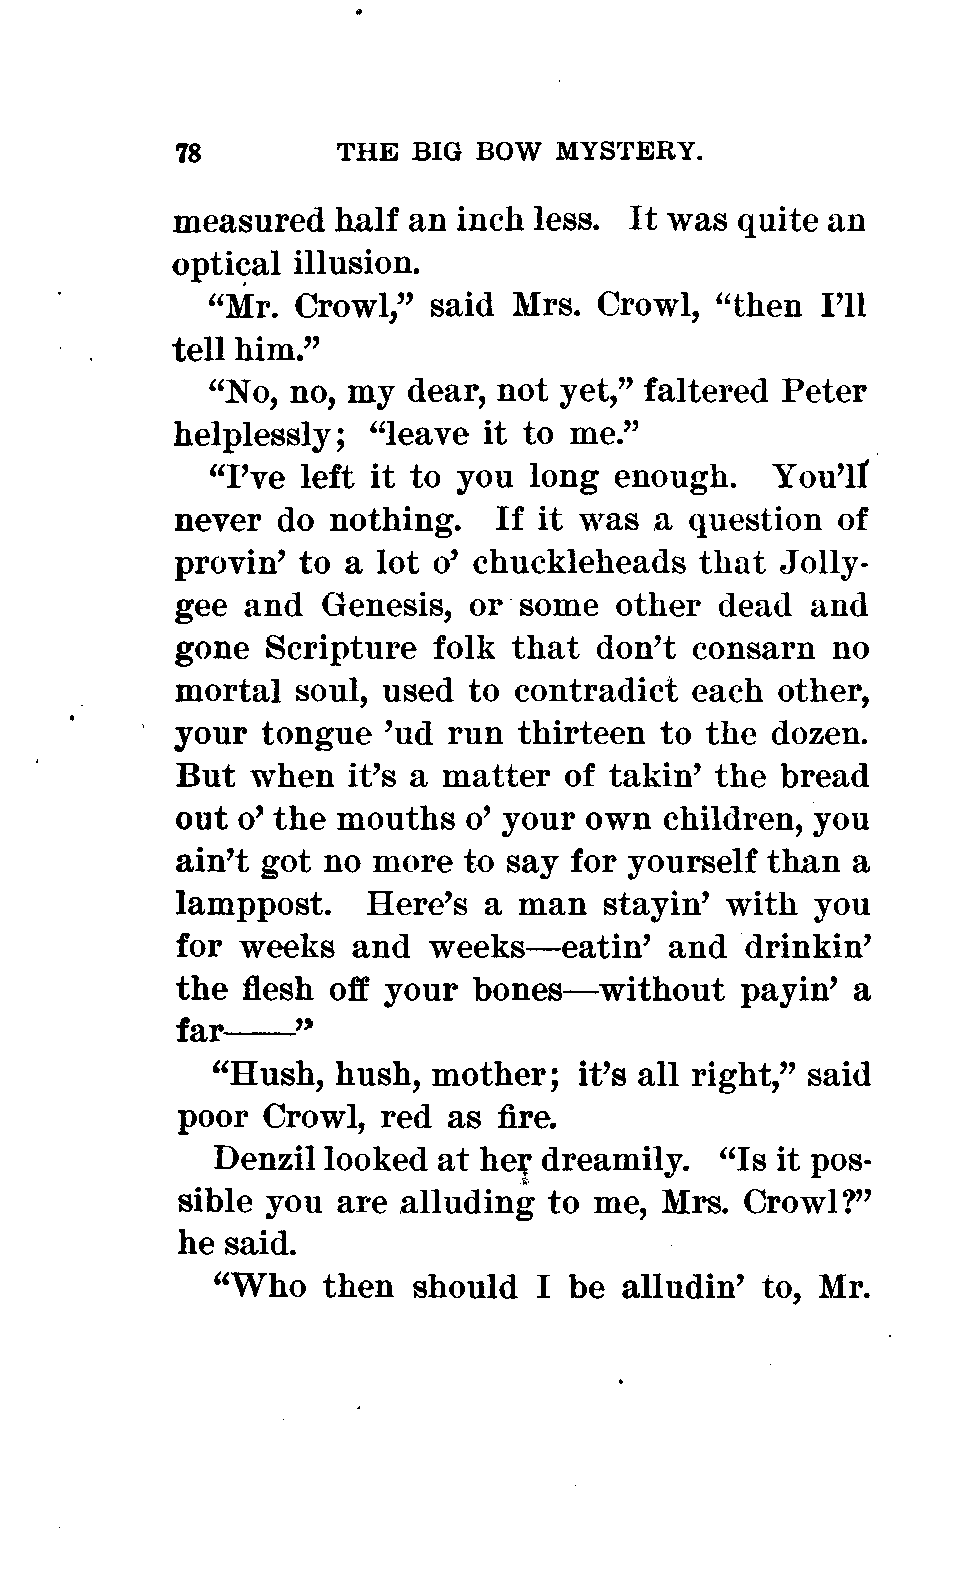 78 THE BIG BOW MYSTERY.
measured half an inch less. It was quite an
optical illusion.
“Mr. Crowl,” said Mrs. Crowl, “then I’ll
tell him.”
“No, no, my dear, not yet,” faltered Peter
helplessly; “leave it to me.”
“I’ve left it to you long enough. You’ll
never do nothing. If it was a question of
provin’ to a lot o’ chuckleheads that Jolly-
gee and Genesis, or some other dead and
gone Scripture folk that don’t consarn no
mortal soul, used to contradict each other,
your tongue ’ud run thirteen to the dozen.
But when it’s a matter of takin’ the bread
out o’ the mouths o’ your own children, you
ain’t got no more to say for yourself than a
lamppost. Here’s a man stayin’ with you
for weeks and weeks—eatin’ and drinkin’
the flesh off your bones—without payin’ a
far——”
“Hush, hush, mother; it’s all right,” said
poor Crowl, red as fire.
Denzil looked at her dreamily. “Is it pos-
sible you are alluding to me, Mrs. Crowl?”
he said.
“Who then should I be alludin’ to, Mr.